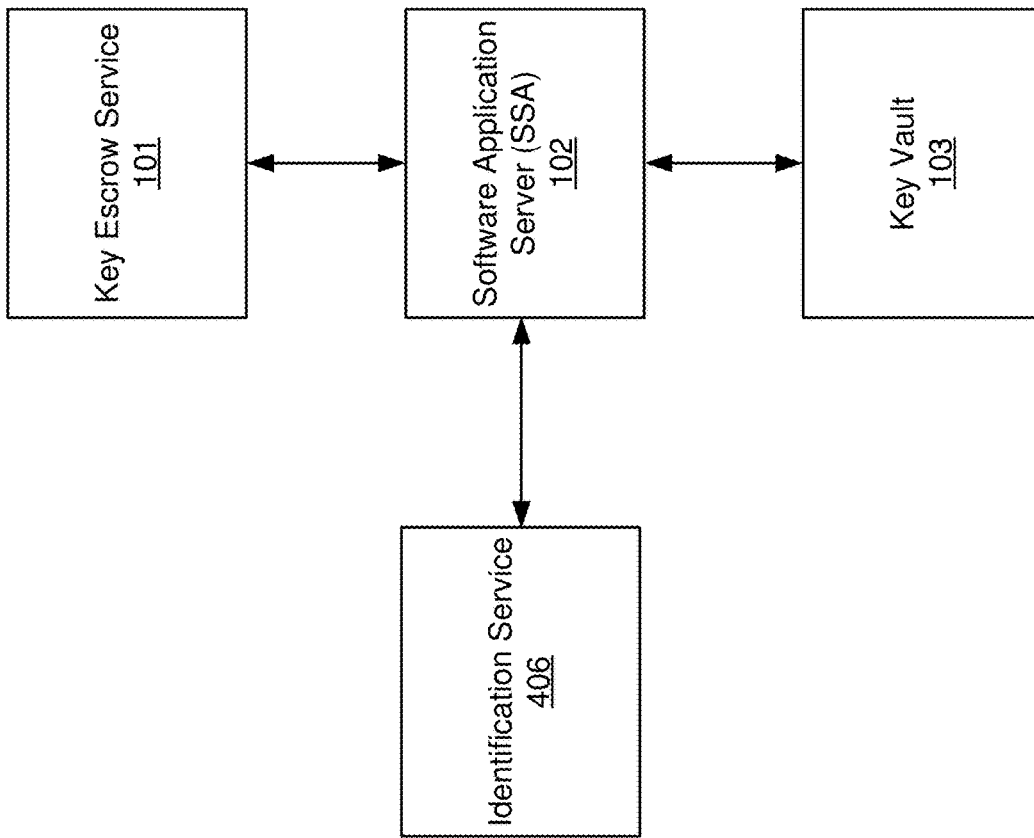 Key Escrow Service
101
Software Application
Server (SSA)
102
Key Vault
103
Identification Service
406